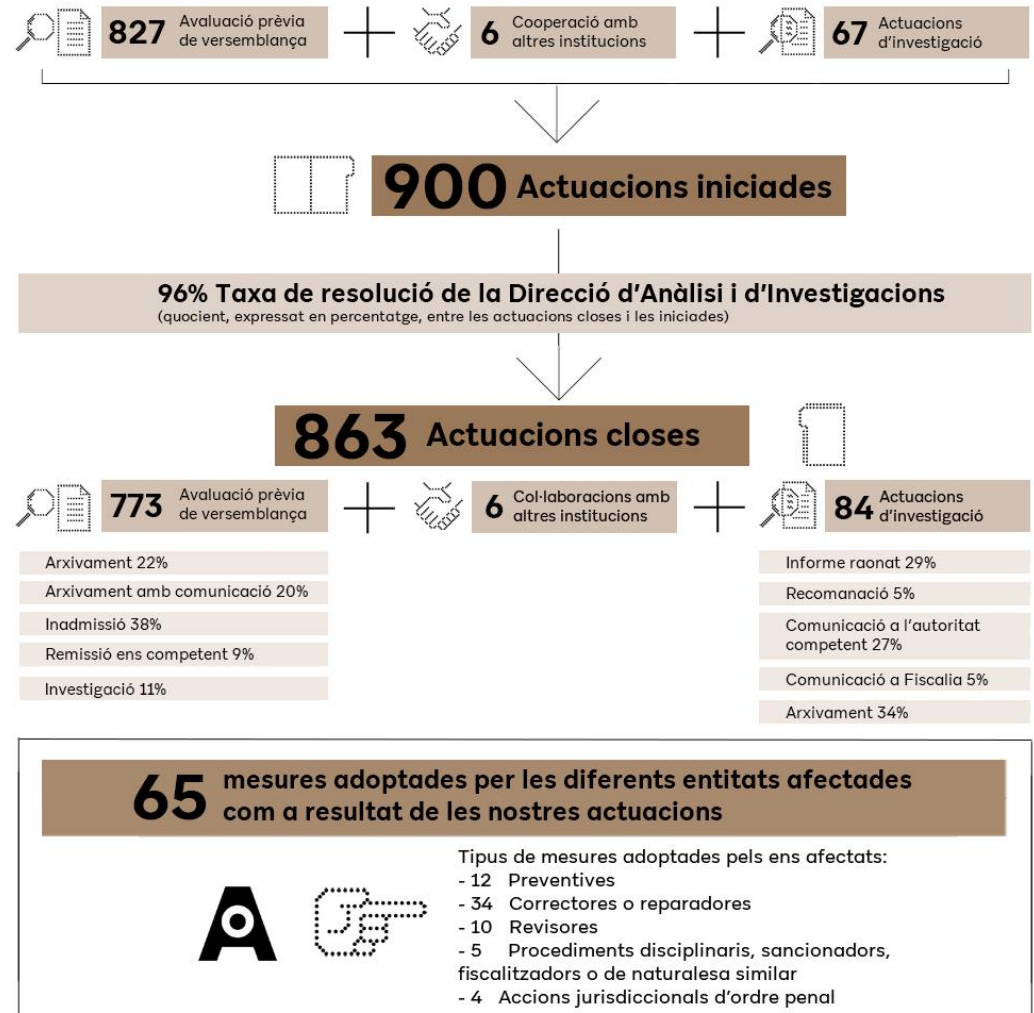 827 Avaluació prèvia
de versemblança
6 Cooperació amb
altres institucions
67 Actuacions
d'investigació
900 Actuacions iniciades
96% Taxa de resolució de la Direcció d'Anàlisi i d'Investigacions
(quocient, expressat en percentatge, entre les actuacions closes i les iniciades)
863 Actuacions closes
773 Avaluació prèvia
de versemblança
6 Col·laboracions amb
altres institucions
84 Actuacions
d'investigació
Arxivament 22%
Arxivament amb comunicació 20%
Inadmissió 38%
Remissió ens competent 9%
Investigació 11%
Informe raonat 29%
Recomanació 5%
Comunicació a l'autoritat
competent 27%
Comunicació a Fiscalia 5%
Arxivament 34%
65 mesures adoptades per les diferents entitats afectades
com a resultat de les nostres actuacions
Tipus de mesures adoptades pels ens afectats:
- 12 Preventives
- 34 Correctores o reparadores
- 10 Revisores
- 5 Procediments disciplinaris, sancionadors,
fiscalitzadors o de naturalesa similar
- 4 Accions jurisdiccionals d'ordre penal